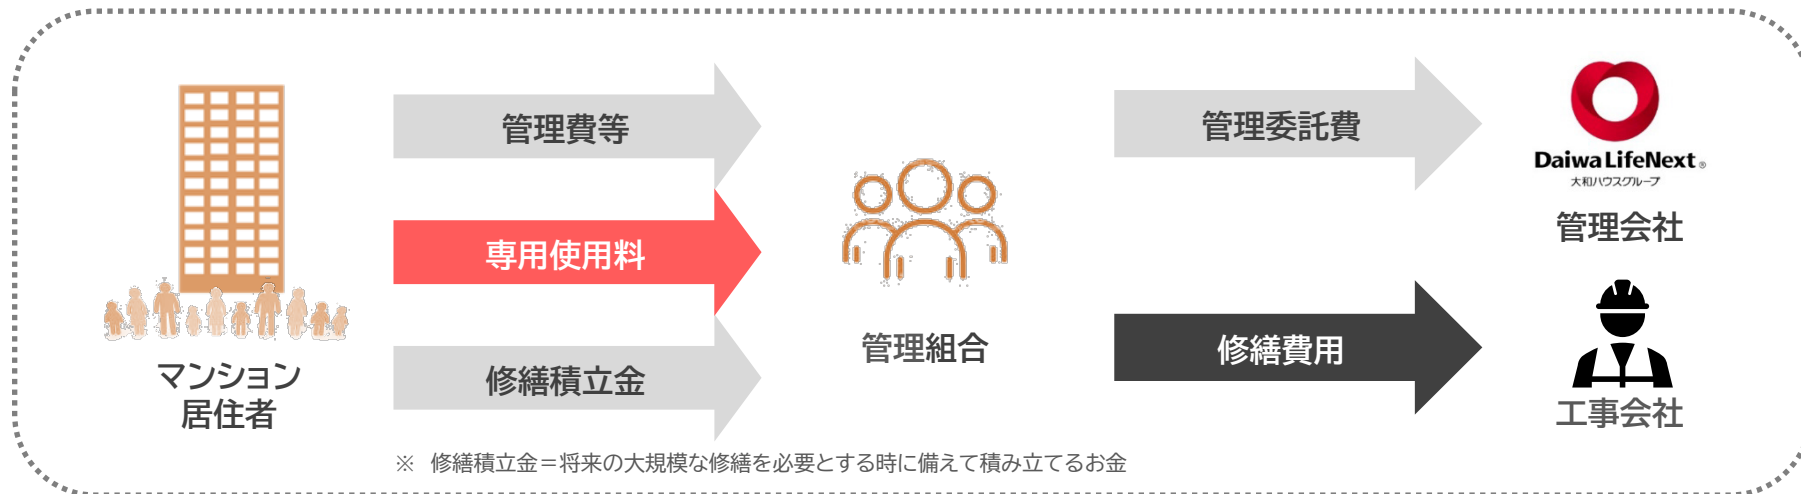 管理費等
専用使用料
修繕積立金
マンション
居住者
管理組合
管理委託費
修繕費用
Daiwa LifeNext®
大和ハウスグループ
管理会社
工事会社
※ 修繕積立金＝将来の大規模な修繕を必要とする時に備えて積み立てるお金